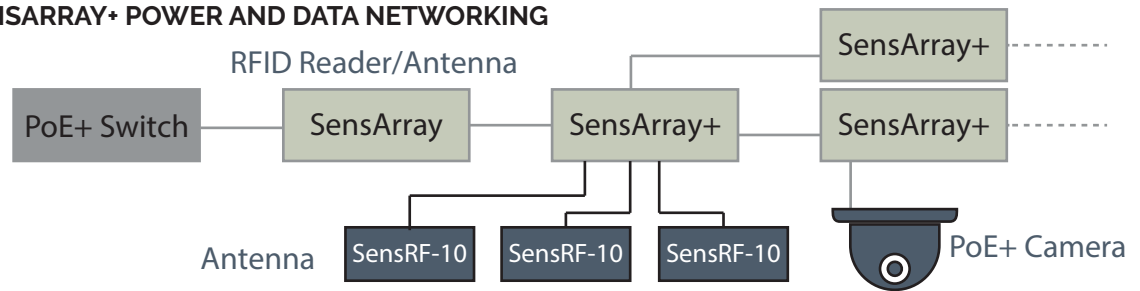 ISARRAY+ POWER AND DATA NETWORKING
SensArray+
RFID Reader/Antenna
PoE+ Switch
SensArray
SensArray+
SensArray+
SensRF-10
SensRF-10
SensRF-10
Antenna
PoE+ Camera